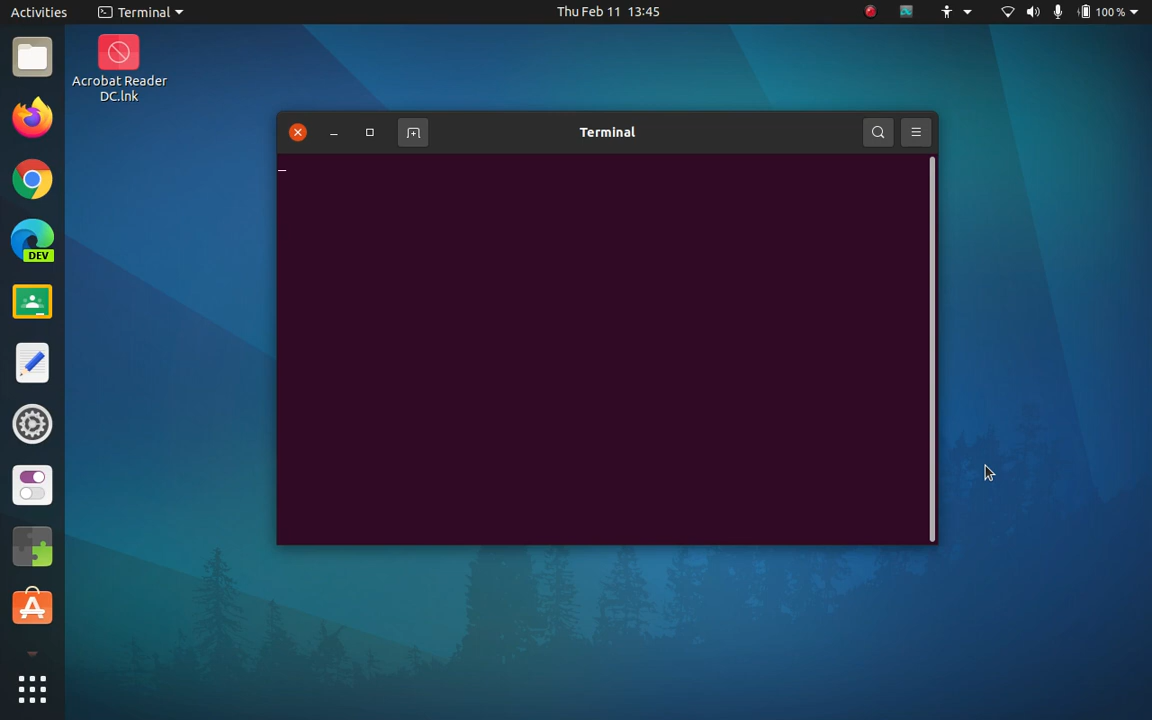 Activities
Terminal
Thu Feb 11 13:45
100 %
Acrobat Reader
DC.lnk
Terminal
DEV